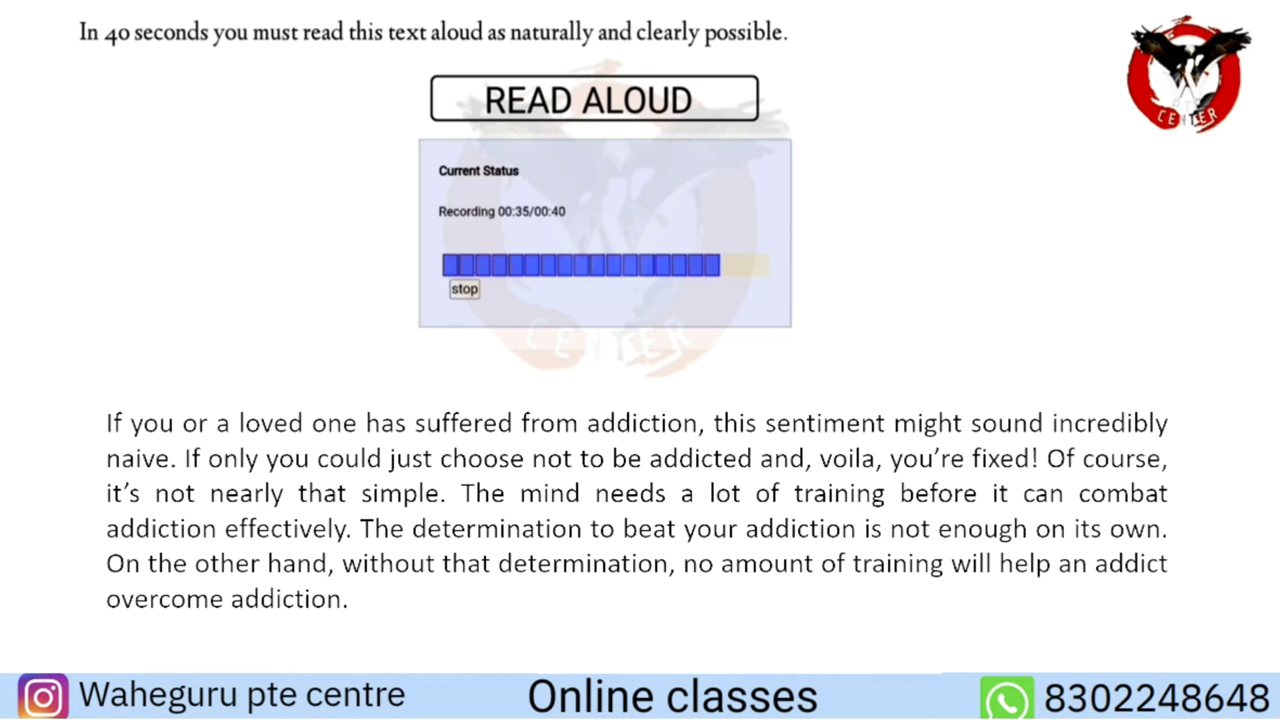 In 40 seconds you must read this text aloud as naturally and clearly possible.
READ ALOUD
Current Status
Recording 00:35/00:40
stop
CENTER
CENTER
If you or a loved one has suffered from addiction, this sentiment might sound incredibly
naive. If only you could just choose not to be addicted and, voila, you’re fixed! Of course,
it’s not nearly that simple. The mind needs a lot of training before it can combat
addiction effectively. The determination to beat your addiction is not enough on its own.
On the other hand, without that determination, no amount of training will help an addict
overcome addiction.
Waheguru pte centre
Online classes
8302248648